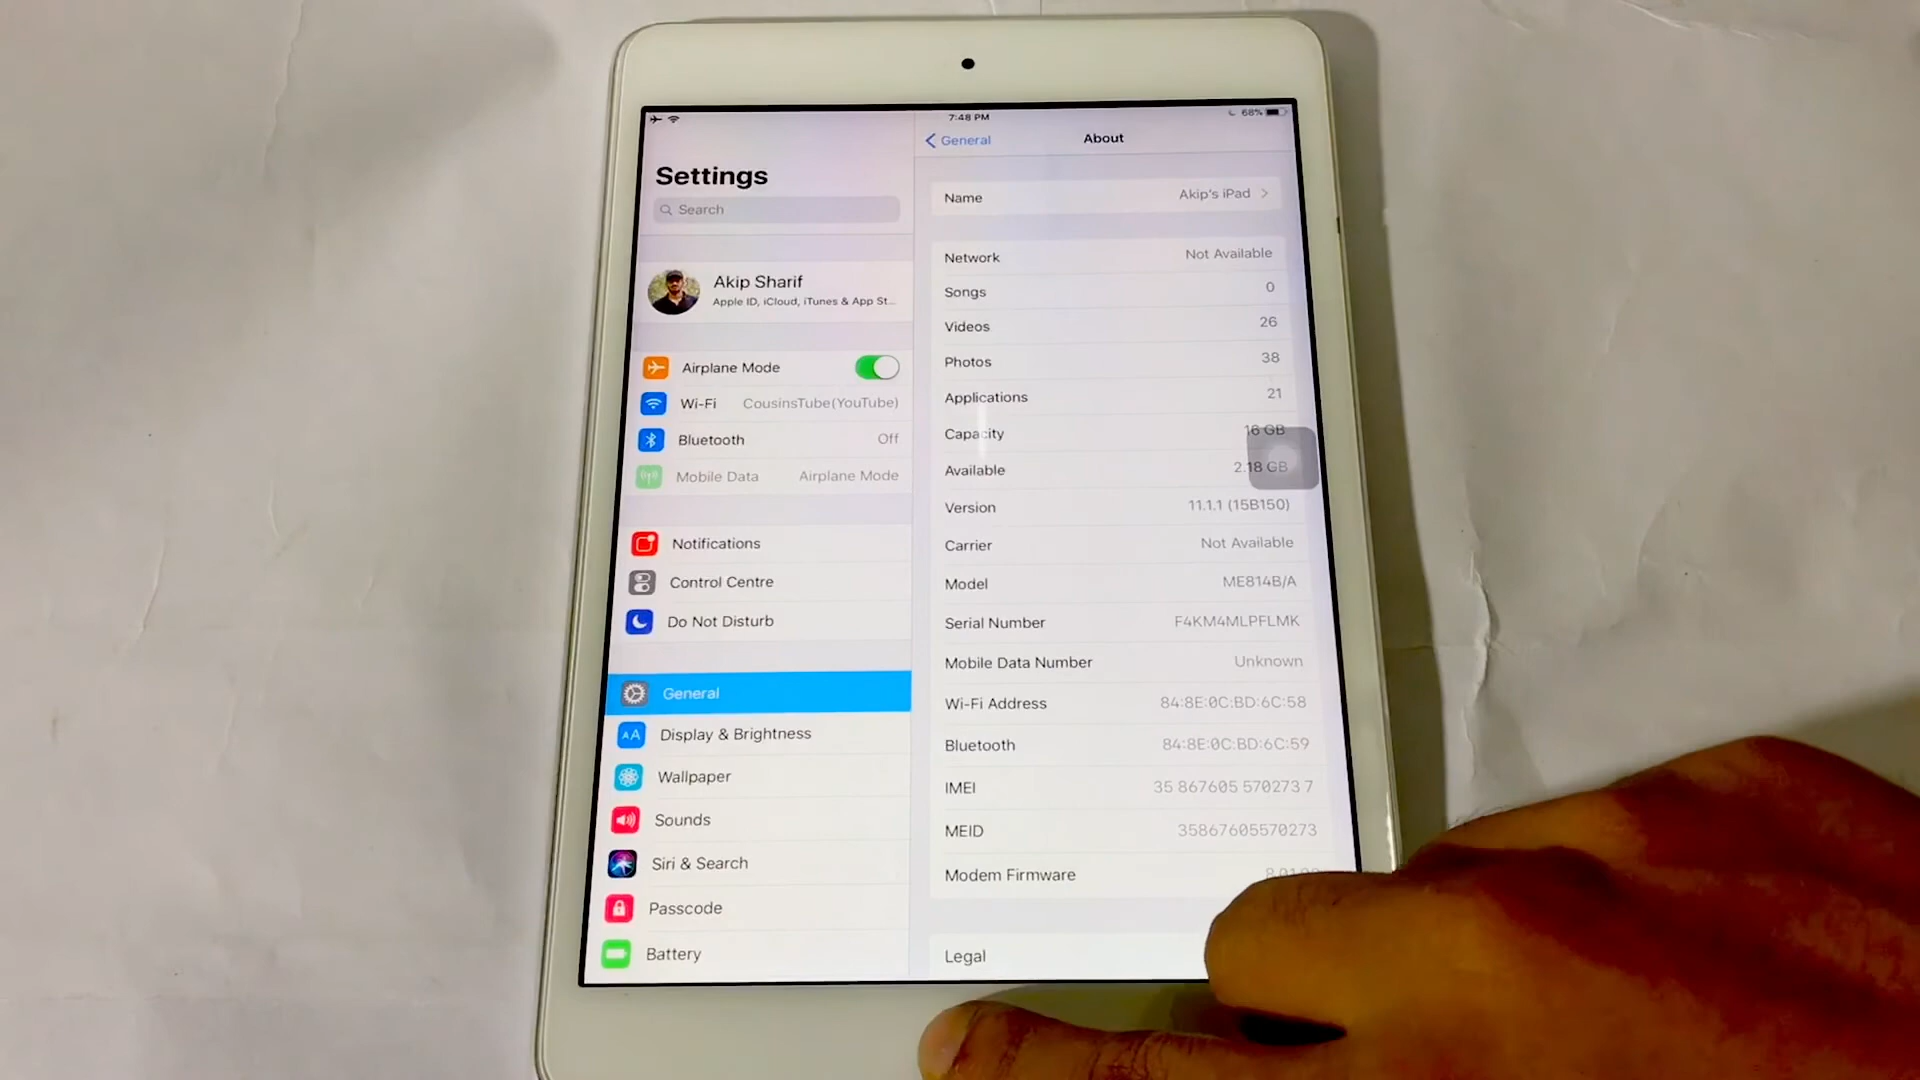 7:48 PM
68%
Settings
Search
Akip Sharif
Apple ID, iCloud, iTunes & App St...
Airplane Mode
Wi-Fi CousinsTube(YouTube)
Bluetooth Off
Mobile Data Airplane Mode
Notifications
Control Centre
Do Not Disturb
General
AA Display & Brightness
Wallpaper
Sounds
Siri & Search
Passcode
Battery
General About
Name Akip's iPad
Network Not Available
Songs 0
Videos 26
Photos 38
Applications 21
Capacity 16 GB
Available 2.18 GB
Version 11.1.1 (15B150)
Carrier Not Available
Model ME814B/A
Serial Number F4KM4MLPFLMK
Mobile Data Number Unknown
Wi-Fi Address 84:8E:0C:BD:6C:58
Bluetooth 84:8E:0C:BD:6C:59
IMEI 35 867605 570273 7
MEID 35867605570273
Modem Firmware
Legal